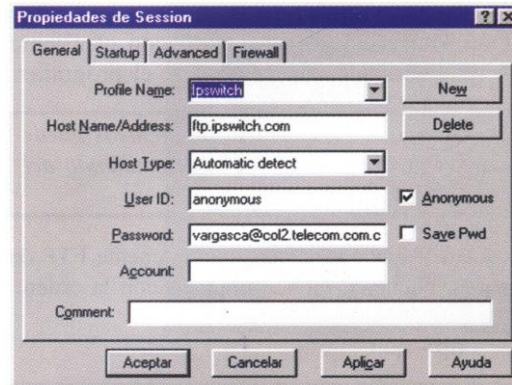 Propiedades de Session
General Startup Advanced Firewall
Profile Name: Ipswitch New
Host Name/Address: ftp.ipswitch.com Delete
Host Type: Automatic detect
User ID: anonymous Anonymous
Password: vargasca@col2.telecom.com.c Save Pwd
Account:
Comment:
Aceptar Cancelar Aplicar Ayuda